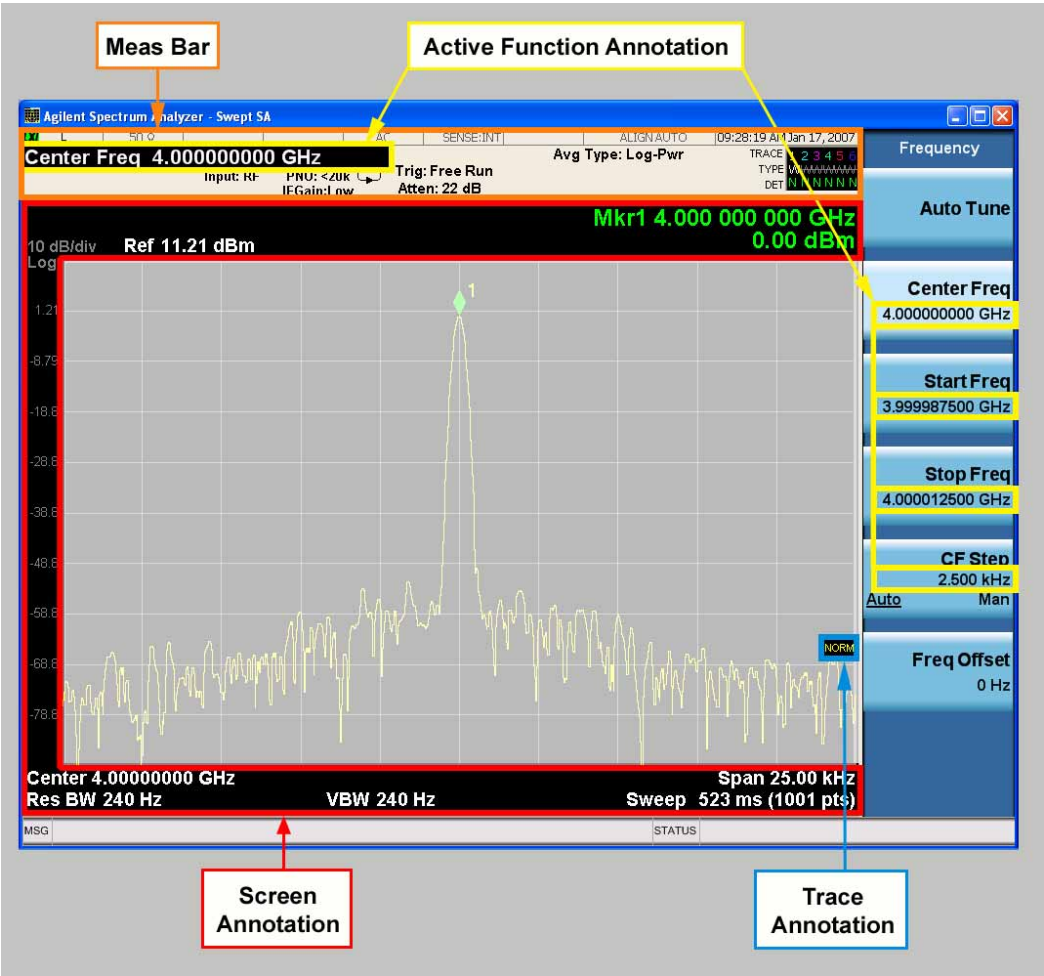 Meas Bar
Active Function Annotation
Agilent Spectrum Analyzer - Swept SA
L 50 Ω AC SENSE:INT ALIGN AUTO 09:28:19 AM Jan 17, 2007
Center Freq 4.000000000 GHz
Input: RF PNO: <20k Trig: Free Run
IFGain:Low Atten: 22 dB
Avg Type: Log-Pwr
TRACE 1 2 3 4 5 6
TYPE
DET N N N N N N
Frequency
Auto Tune
Mkr1 4.000 000 000 GHz
0.00 dBm
10 dB/div Ref 11.21 dBm
Log
1
1.21
-8.79
-18.8
-28.8
-38.8
-48.8
-58.8
-68.8
-78.8
NORM
Center Freq
4.000000000 GHz
Start Freq
3.999987500 GHz
Stop Freq
4.000012500 GHz
CF Step
2.500 kHz
Auto Man
Freq Offset
0 Hz
Center 4.00000000 GHz Span 25.00 kHz
Res BW 240 Hz VBW 240 Hz Sweep 523 ms (1001 pts)
MSG STATUS
Screen
Annotation
Trace
Annotation